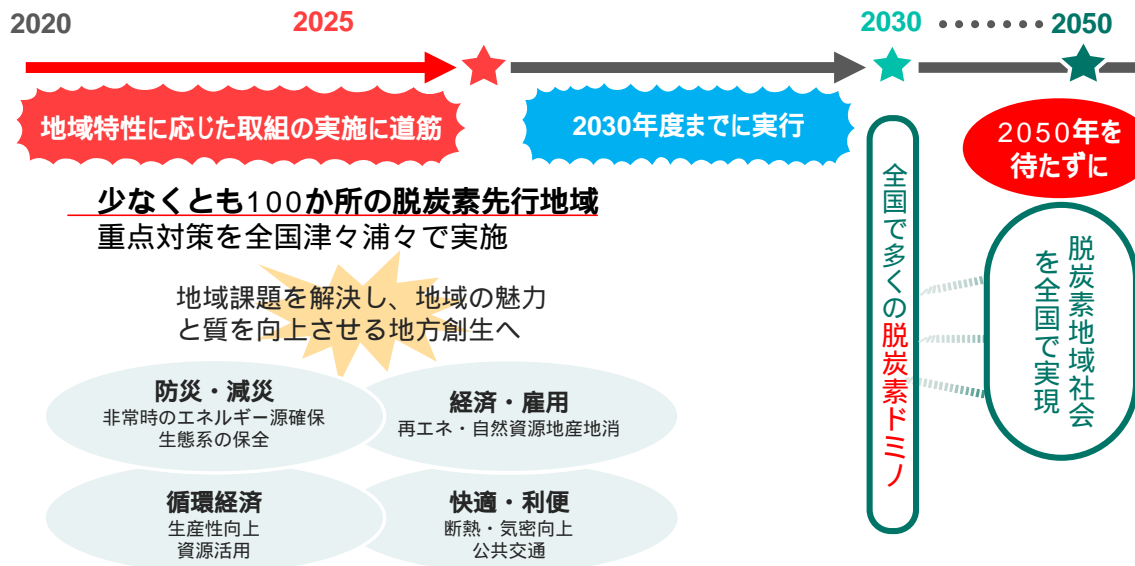 2020
2025
2030
2050
地域特性に応じた取組の実施に道筋
2030年度までに実行
2050年を
待たずに
少なくとも100か所の脱炭素先行地域
重点対策を全国津々浦々で実施
地域課題を解決し、地域の魅力
と質を向上させる地方創生へ
防災・減災
非常時のエネルギー源確保
生態系の保全
経済・雇用
再エネ・自然資源地産地消
循環経済
生産性向上
資源活用
快適・利便
断熱・気密向上
公共交通
全国で多くの脱炭素ドミノ
脱炭素地域社会
を全国で実現